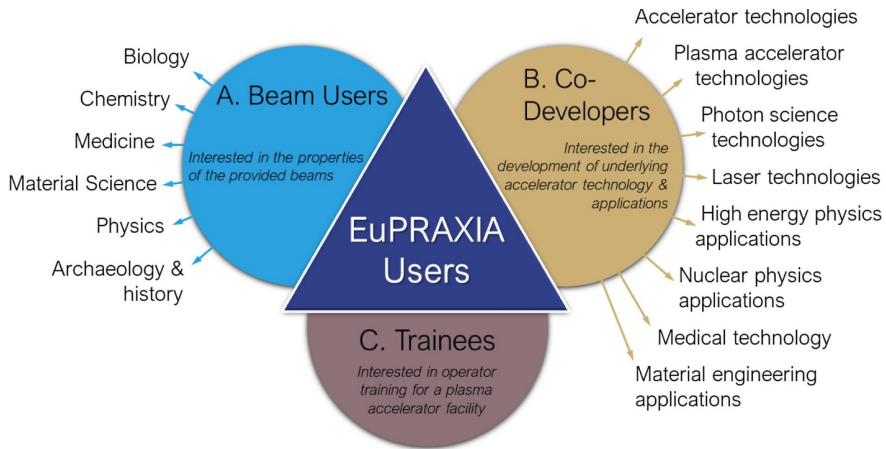 Biology
Chemistry
Medicine
Material Science
Physics
Archaeology &
history
A. Beam Users
Interested in the properties
of the provided beams
EuPRAXIA
Users
B. Co-
Developers
Interested in the
development of underlying
accelerator technology &
applications
Accelerator technologies
Plasma accelerator
technologies
Photon science
technologies
Laser technologies
High energy physics
applications
Nuclear physics
applications
Medical technology
Material engineering
applications
C. Trainees
Interested in operator
training for a plasma
accelerator facility